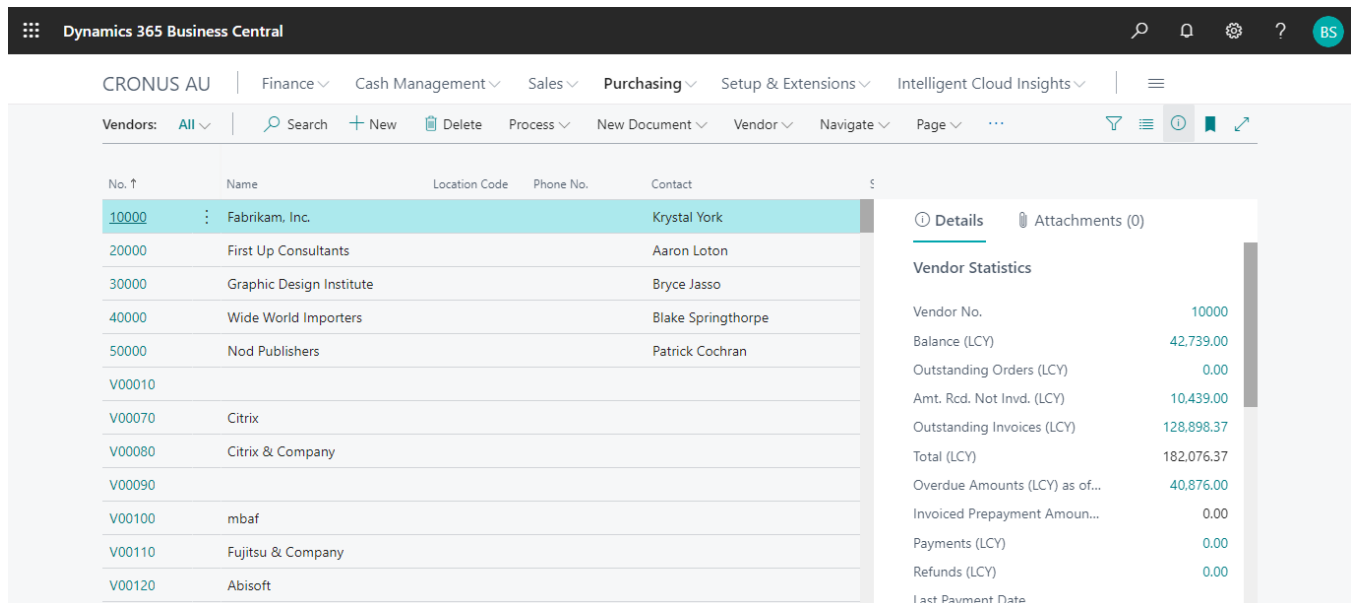 Dynamics 365 Business Central ? BS
CRONUS AU Finance Cash Management Sales Purchasing Setup & Extensions Intelligent Cloud Insights
Vendors: All Search + New Delete Process New Document Vendor Navigate Page ...
No. ↑ Name Location Code Phone No. Contact
10000 Fabrikam, Inc. Krystal York
20000 First Up Consultants Aaron Loton
30000 Graphic Design Institute Bryce Jasso
40000 Wide World Importers Blake Springthorpe
50000 Nod Publishers Patrick Cochran
V00010
V00070 Citrix
V00080 Citrix & Company
V00090
V00100 mbaf
V00110 Fujitsu & Company
V00120 Abisoft
Details Attachments (0)
Vendor Statistics
Vendor No. 10000
Balance (LCY) 42,739.00
Outstanding Orders (LCY) 0.00
Amt. Rcd. Not Invd. (LCY) 10,439.00
Outstanding Invoices (LCY) 128,898.37
Total (LCY) 182,076.37
Overdue Amounts (LCY) as of... 40,876.00
Invoiced Prepayment Amoun... 0.00
Payments (LCY) 0.00
Refunds (LCY) 0.00
Last Payment Date